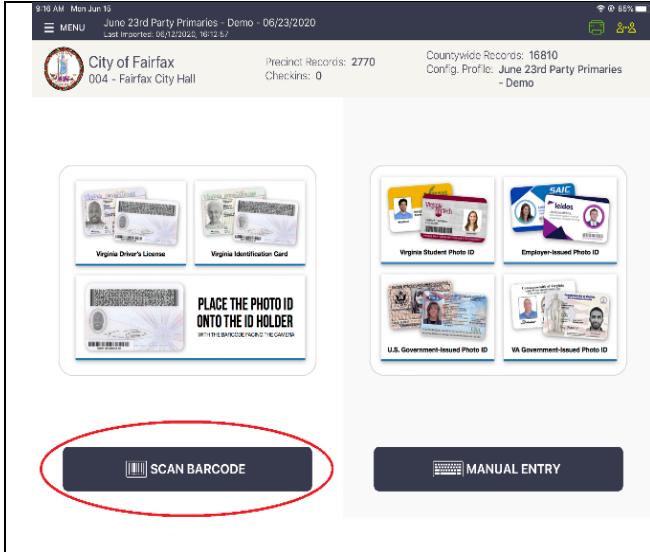 9:16 AM Mon Jun 15
65%
MENU
June 23rd Party Primaries - Demo - 06/23/2020
Last Imported: 06/12/2020, 16:12:57
City of Fairfax
004 - Fairfax City Hall
Precinct Records: 2770
Checkins: 0
Countywide Records: 16810
Config. Profile: June 23rd Party Primaries
- Demo
Virginia Driver's License
Virginia Identification Card
PLACE THE PHOTO ID
ONTO THE ID HOLDER
WITH THE BARCODE FACING THE CAMERA
SAIC
leidos
Virginia Student Photo ID
Employer-Issued Photo ID
U.S. Government-Issued Photo ID
VA Government-Issued Photo ID
SCAN BARCODE
MANUAL ENTRY